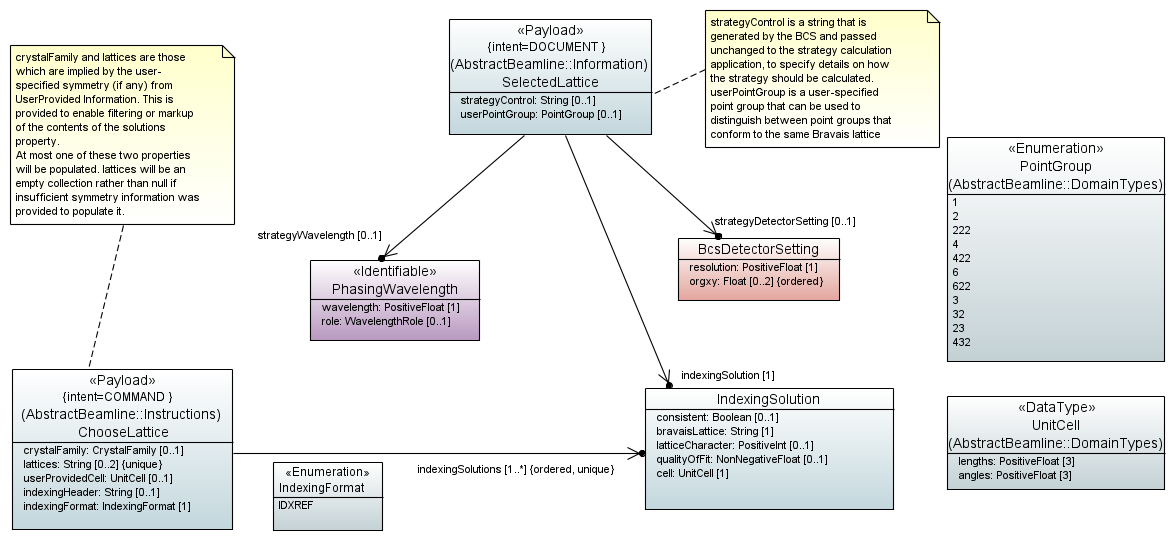 crystalFamily and lattices are those
which are implied by the user-
specified symmetry (if any) from
UserProvided Information. This is
provided to enable filtering or markup
of the contents of the solutions
property.
At most one of these two properties
will be populated. lattices will be an
empty collection rather than null if
insufficient symmetry information was
provided to populate it.
«Payload»
{intent=DOCUMENT }
(AbstractBeamline::Information)
SelectedLattice
strategyControl: String [0..1]
userPointGroup: PointGroup [0..1]
strategyControl is a string that is
generated by the BCS and passed
unchanged to the strategy calculation
application, to specify details on how
the strategy should be calculated.
userPointGroup is a user-specified
point group that can be used to
distinguish between point groups that
conform to the same Bravais lattice
«Enumeration»
PointGroup
(AbstractBeamline::DomainTypes)
1
2
222
4
422
6
622
3
32
23
432
strategyWavelength [0..1]
strategyDetectorSetting [0..1]
«Identifiable»
PhasingWavelength
wavelength: PositiveFloat [1]
role: WavelengthRole [0..1]
BcsDetectorSetting
resolution: PositiveFloat [1]
orgxy: Float [0..2] {ordered}
«Payload»
{intent=COMMAND }
(AbstractBeamline::Instructions)
ChooseLattice
crystalFamily: CrystalFamily [0..1]
lattices: String [0..2] {unique}
userProvidedCell: UnitCell [0..1]
indexingHeader: String [0..1]
indexingFormat: IndexingFormat [1]
indexingSolutions [1..*] {ordered, unique}
«Enumeration»
IndexingFormat
IDXREF
indexingSolution [1]
IndexingSolution
consistent: Boolean [0..1]
bravaisLattice: String [1]
latticeCharacter: PositiveInt [0..1]
qualityOfFit: NonNegativeFloat [0..1]
cell: UnitCell [1]
«DataType»
UnitCell
(AbstractBeamline::DomainTypes)
lengths: PositiveFloat [3]
angles: PositiveFloat [3]